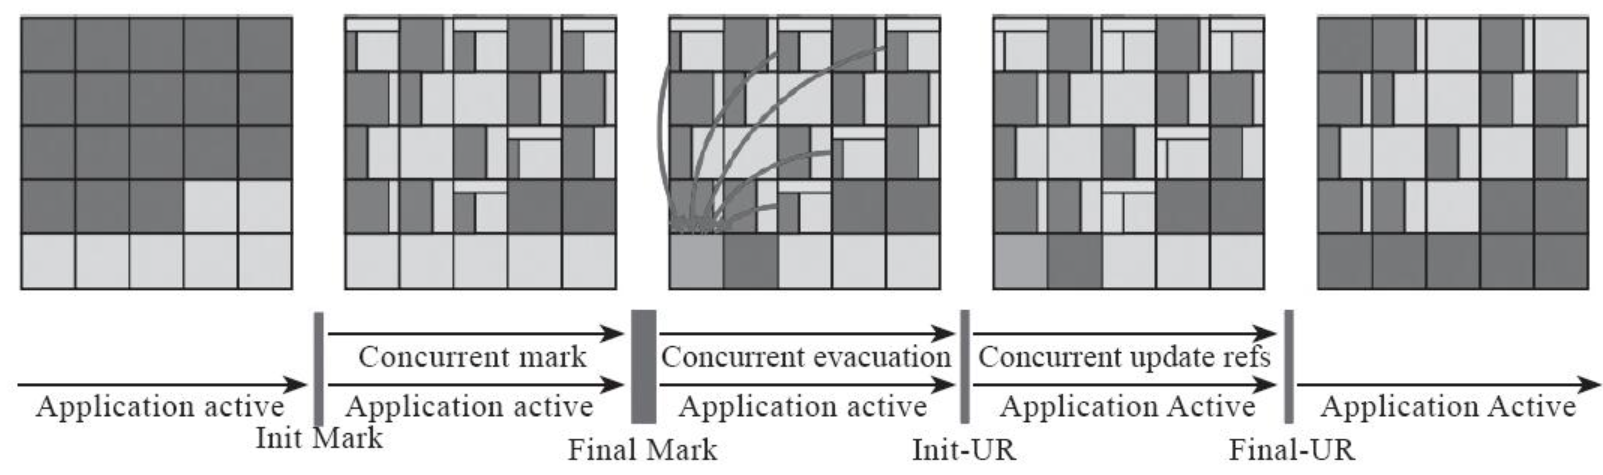 Concurrent mark
Concurrent evacuation
Concurrent update refs
Application active
Application active
Application active
Application Active
Application Active
Init Mark
Final Mark
Init-UR
Final-UR